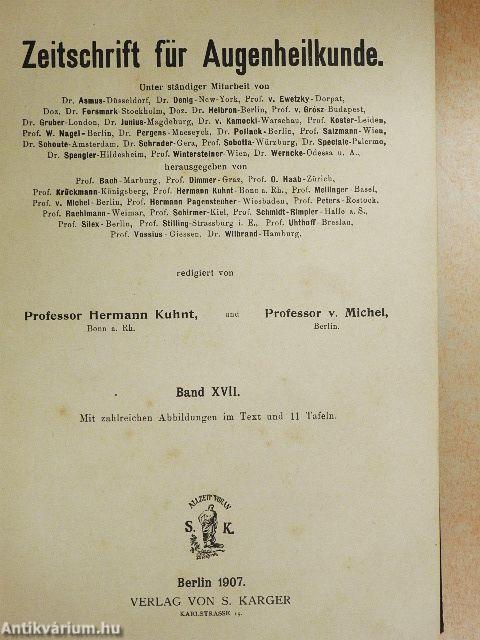 Zeitschrift für Augenheilkunde.
Unter ständiger Mitarbeit von
Dr. Asmus-Düsseldorf, Dr. Denig-New-York, Prof. v. Ewetzky-Dorpat,
Doz. Dr. Forsmark-Stockholm, Doz. Dr. Helbron-Berlin, Prof. v. Grósz-Budapest,
Dr. Gruber-London, Dr. Junius-Magdeburg, Dr. v. Kamocki-Warschau, Prof. Koster-Leiden,
Prof. W. Nagel-Berlin, Dr. Pergens-Maeseyck, Dr. Pollack-Berlin, Prof. Salzmann-Wien,
Dr. Schoute-Amsterdam, Dr. Schrader-Gera, Prof. Sobotta-Würzburg, Dr. Speciale-Palermo,
Dr. Spengler-Hildesheim, Prof. Wintersteiner-Wien, Dr. Werncke-Odessa u. A.,
herausgegeben von
Prof. Bach-Marburg, Prof. Dimmer-Graz, Prof. O. Haab-Zürich,
Prof. Krückmann-Königsberg, Prof. Hermann Kuhnt-Bonn a. Rh., Prof. Mellinger-Basel,
Prof. v. Michel-Berlin, Prof. Hermann Pagenstecher-Wiesbaden, Prof. Peters-Rostock,
Prof. Raehlmann-Weimar, Prof. Schirmer-Kiel, Prof. Schmidt-Rimpler-Halle a. S.,
Prof. Silex-Berlin, Prof. Stilling-Strassburg i. E., Prof. Uhthoff-Breslau,
Prof. Vossius-Giessen, Dr. Wilbrand-Hamburg.
redigiert von
Professor Hermann Kuhnt, und Professor v. Michel,
Bonn a. Rh. Berlin.
Band XVII.
Mit zahlreichen Abbildungen im Text und 11 Tafeln.
ALLZEIT VORAN
S. K.
Berlin 1907.
VERLAG VON S. KARGER
KARLSTRASSE 15.
Antikvárium.hu